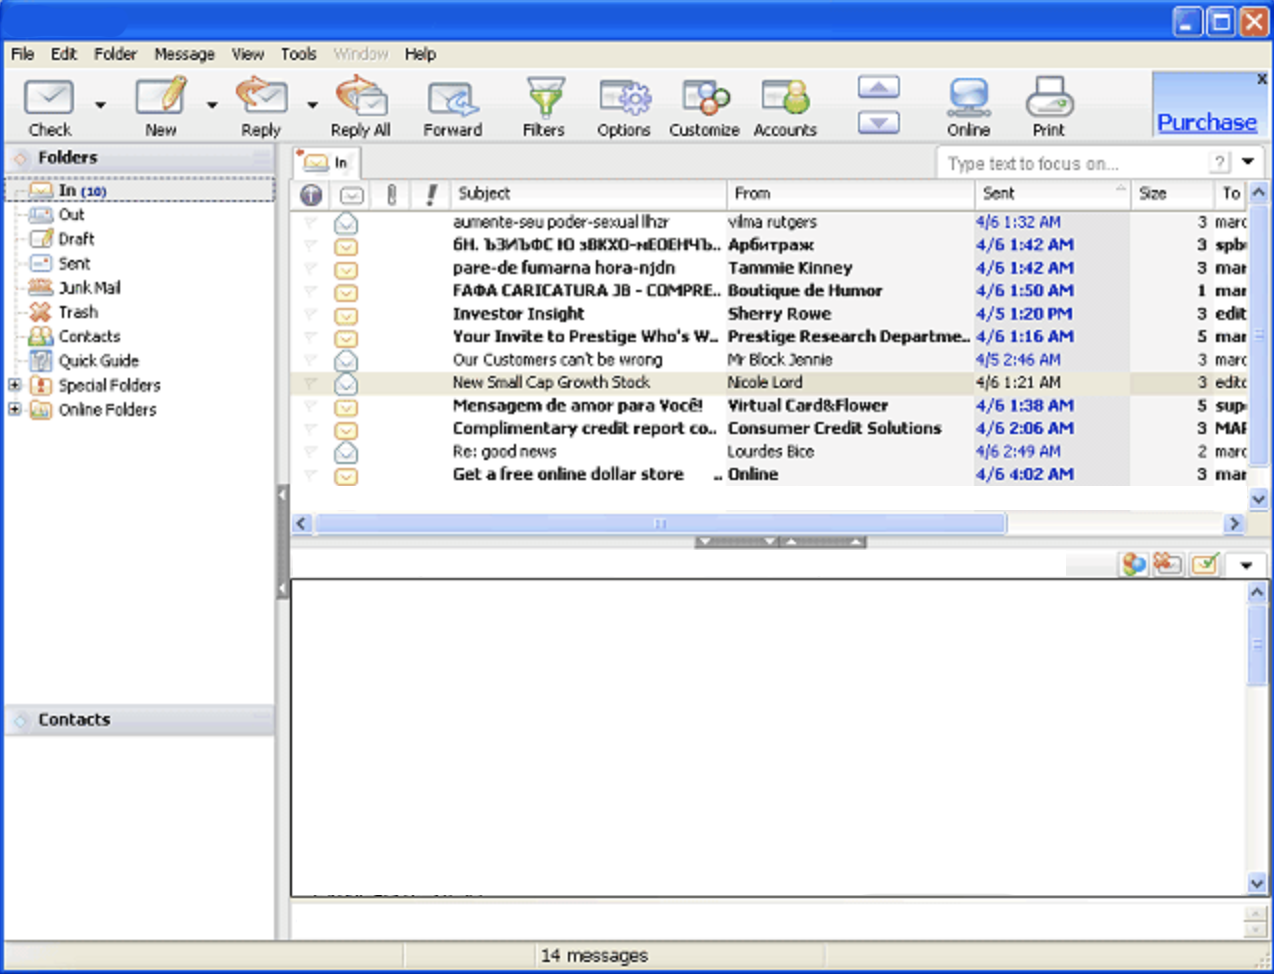 File Edit Folder Message View Tools Window Help
Check New Reply Reply All Forward Filters Options Customize Accounts Online Print
x
Purchase
Folders
In (10)
Out
Draft
Sent
Junk Mail
Trash
Contacts
Quick Guide
Special Folders
Online Folders
Contacts
In
Type text to focus on... ?
! Subject From Sent Size To
aumente-seu poder-sexual llhzr vilma rutgers 4/6 1:32 AM 3 marc
бН. ЪЗИЪФС Ю зВКХО-нЕОЕНЧЪ.. Арбитраж 4/6 1:42 AM 3 spb
pare-de fumarna hora-njdn Tammie Kinney 4/6 1:42 AM 3 mar
FAФA CARICATURA JB - COMPRE.. Boutique de Humor 4/6 1:50 AM 1 mar
Investor Insight Sherry Rowe 4/5 1:20 PM 3 edit
Your Invite to Prestige Who's W.. Prestige Research Departme.. 4/6 1:16 AM 5 mar
Our Customers can't be wrong Mr Block Jennie 4/5 2:46 AM 3 marc
New Small Cap Growth Stock Nicole Lord 4/6 1:21 AM 3 edito
Mensagem de amor para Você! Virtual Card&Flower 4/6 1:38 AM 5 sup
Complimentary credit report co.. Consumer Credit Solutions 4/6 2:06 AM 3 MAR
Re: good news Lourdes Bice 4/6 2:49 AM 2 marc
Get a free online dollar store .. Online 4/6 4:02 AM 3 mar
14 messages